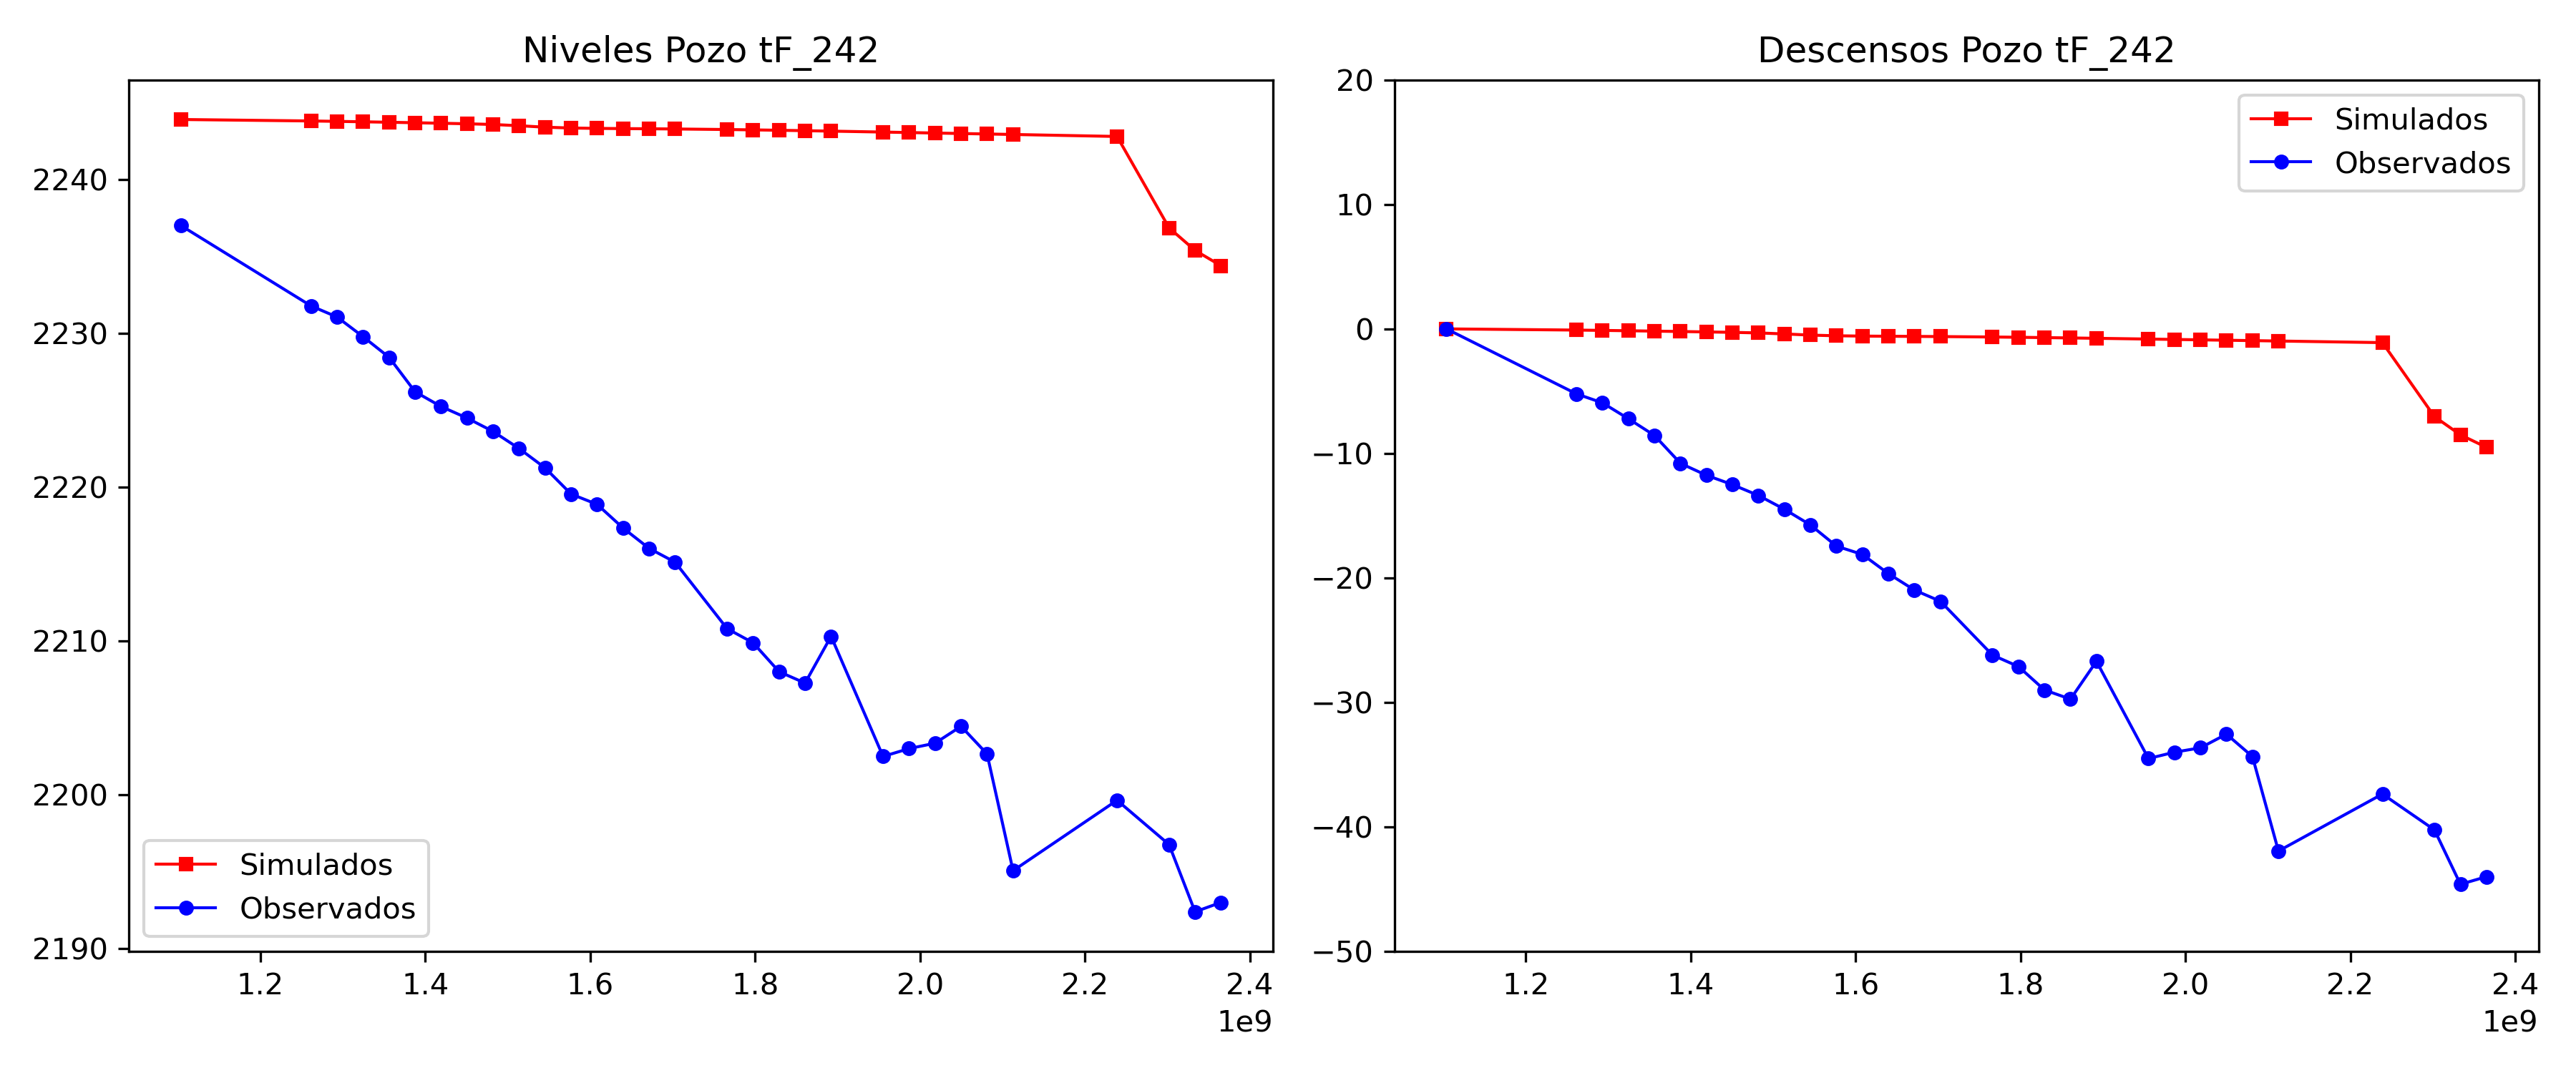 Niveles Pozo tF_242
2240
2230
2220
2210
2200
2190
Simulados
Observados
1.2 1.4 1.6 1.8 2.0 2.2 2.4
1e9
Descensos Pozo tF_242
20
10
0
−10
−20
−30
−40
−50
Simulados
Observados
1.2 1.4 1.6 1.8 2.0 2.2 2.4
1e9